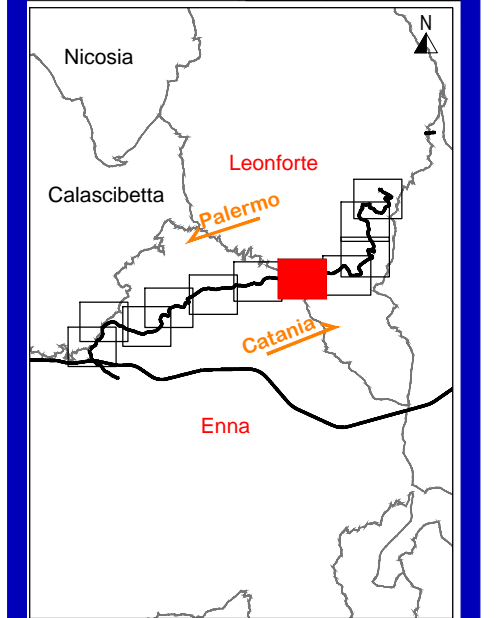 N
Nicosia
Leonforte
Calascibetta
Palermo
Catania
Enna